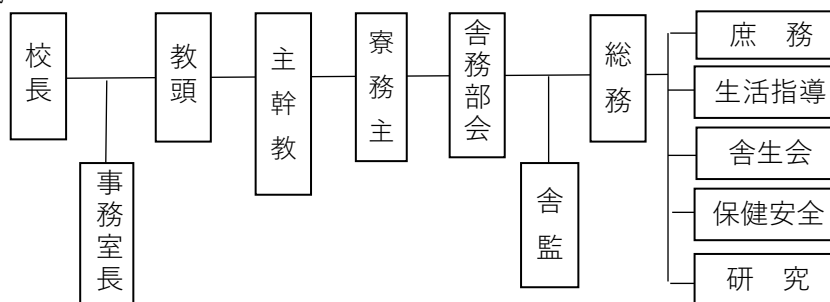 校長
教頭
主幹教
寮務主
舎務部会
総務
庶　務
生活指導
舎生会
保健安全
研　究
事務室長
舎監